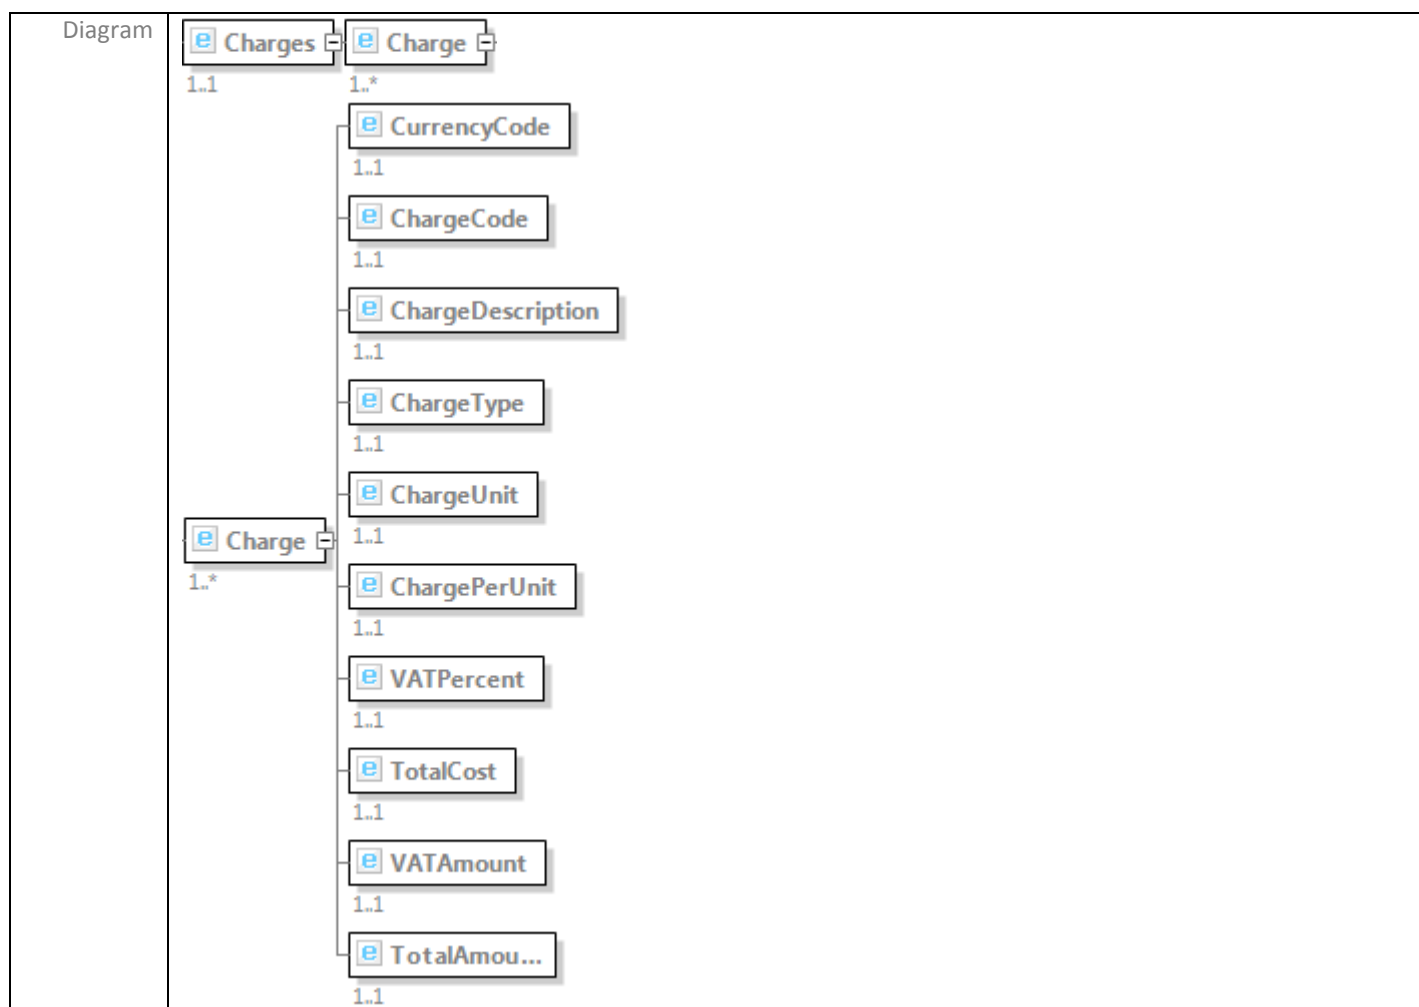 Diagram
e Charges e Charge
1..1 1..*
e CurrencyCode
1..1
e ChargeCode
1..1
e ChargeDescription
1..1
e ChargeType
1..1
e ChargeUnit
1..1
e Charge
1..*
e ChargePerUnit
1..1
e VATPercent
1..1
e TotalCost
1..1
e VATAmount
1..1
e TotalAmou...
1..1